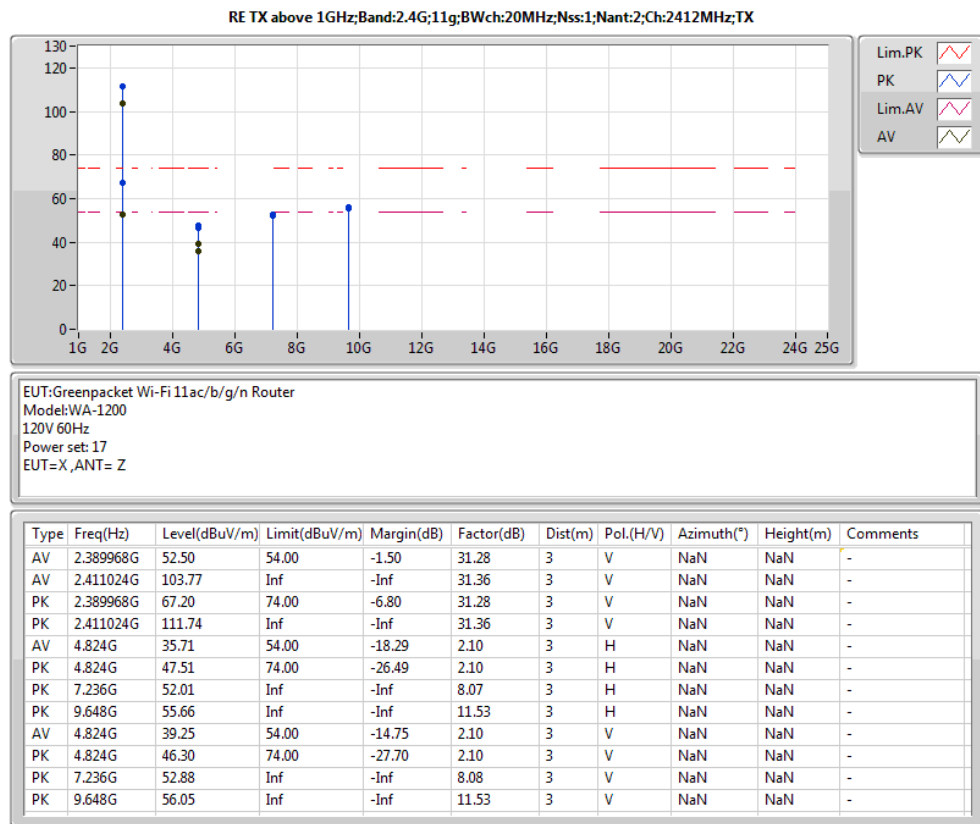 RE TX above 1GHz;Band:2.4G;11g;BWch:20MHz;Nss:1;Nant:2;Ch:2412MHz;TX
130
120
100
80
60
40
20
0
1G 2G 4G 6G 8G 10G 12G 14G 16G 18G 20G 22G 24G 25G
Lim.PK
PK
Lim.AV
AV
EUT:Greenpacket Wi-Fi 11ac/b/g/n Router
Model:WA-1200
120V 60Hz
Power set: 17
EUT=X ,ANT= Z
Type Freq(Hz) Level(dBuV/m) Limit(dBuV/m) Margin(dB) Factor(dB) Dist(m) Pol.(H/V) Azimuth(°) Height(m) Comments
AV 2.389968G 52.50 54.00 -1.50 31.28 3 V NaN NaN -
AV 2.411024G 103.77 Inf -Inf 31.36 3 V NaN NaN -
PK 2.389968G 67.20 74.00 -6.80 31.28 3 V NaN NaN -
PK 2.411024G 111.74 Inf -Inf 31.36 3 V NaN NaN -
AV 4.824G 35.71 54.00 -18.29 2.10 3 H NaN NaN -
PK 4.824G 47.51 74.00 -26.49 2.10 3 H NaN NaN -
PK 7.236G 52.01 Inf -Inf 8.07 3 H NaN NaN -
PK 9.648G 55.66 Inf -Inf 11.53 3 H NaN NaN -
AV 4.824G 39.25 54.00 -14.75 2.10 3 V NaN NaN -
PK 4.824G 46.30 74.00 -27.70 2.10 3 V NaN NaN -
PK 7.236G 52.88 Inf -Inf 8.08 3 V NaN NaN -
PK 9.648G 56.05 Inf -Inf 11.53 3 V NaN NaN -